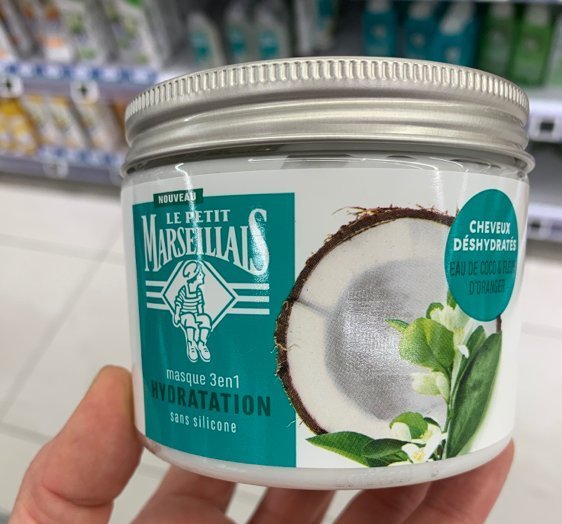 NOUVEAU
LE PETIT
MARSEILLAIS
masque 3en1
HYDRATATION
sans silicone
CHEVEUX
DÉSHYDRATÉS
EAU DE COCO & FLEUR
D'ORANGER